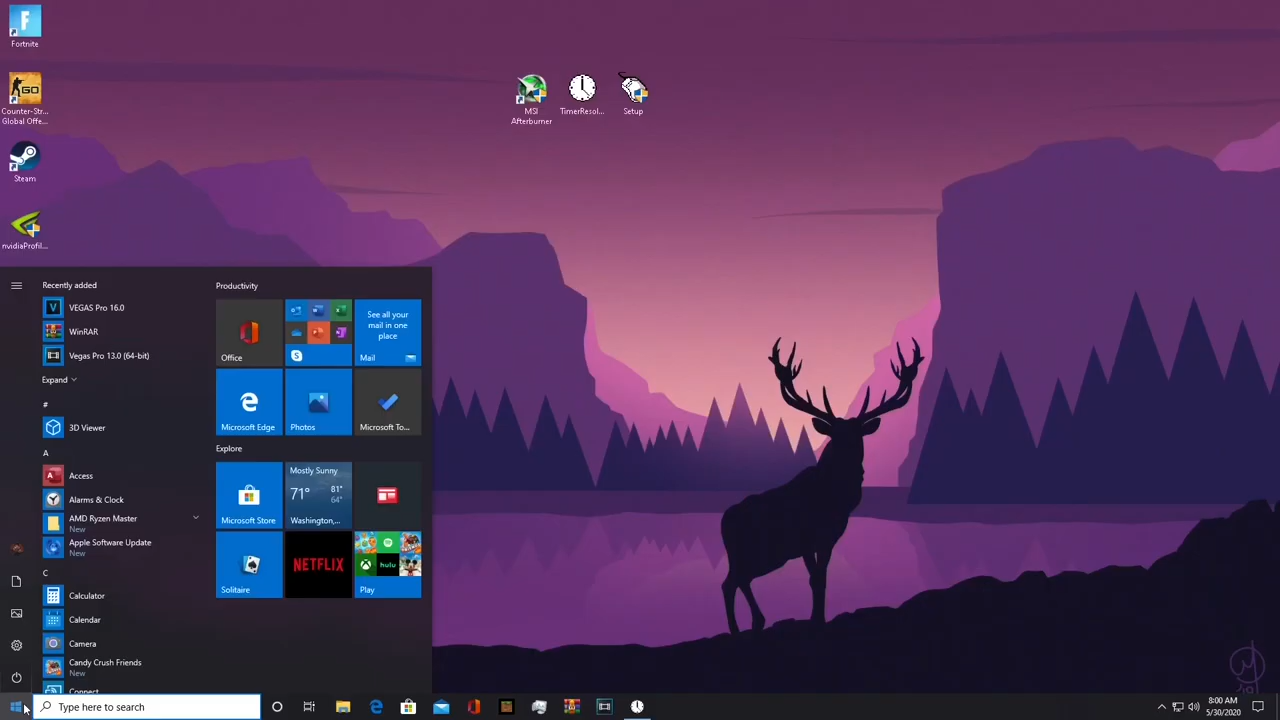 Fortnite
GO
Counter-Str...
Global Offe...
Steam
nvidiaProfil...
MSI
Afterburner
TimerResol...
Setup
Recently added
VEGAS Pro 16.0
WinRAR
Vegas Pro 13.0 (64-bit)
Expand
#
3D Viewer
A
Access
Alarms & Clock
AMD Ryzen Master
New
Apple Software Update
New
C
Calculator
Calendar
Camera
Candy Crush Friends
New
Connect
Productivity
Office
See all your
mail in one
place
Mail
Microsoft Edge
Photos
Microsoft To...
Explore
Microsoft Store
Mostly Sunny
71°
81°
64°
Washington,...
Solitaire
NETFLIX
hulu
Play
Type here to search
8:00 AM
5/30/2020